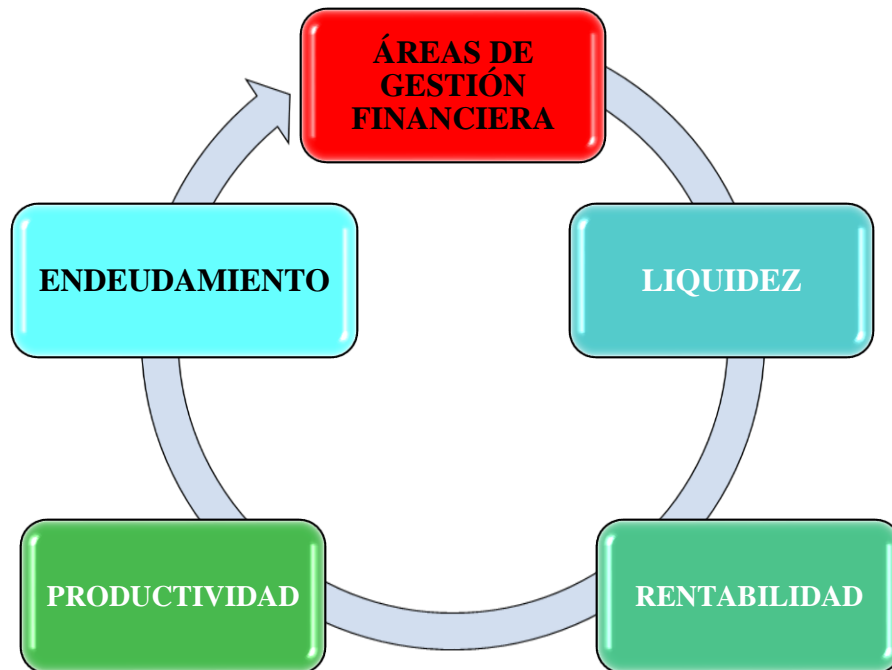 ÁREAS DE
GESTIÓN
FINANCIERA
LIQUIDEZ
RENTABILIDAD
PRODUCTIVIDAD
ENDEUDAMIENTO